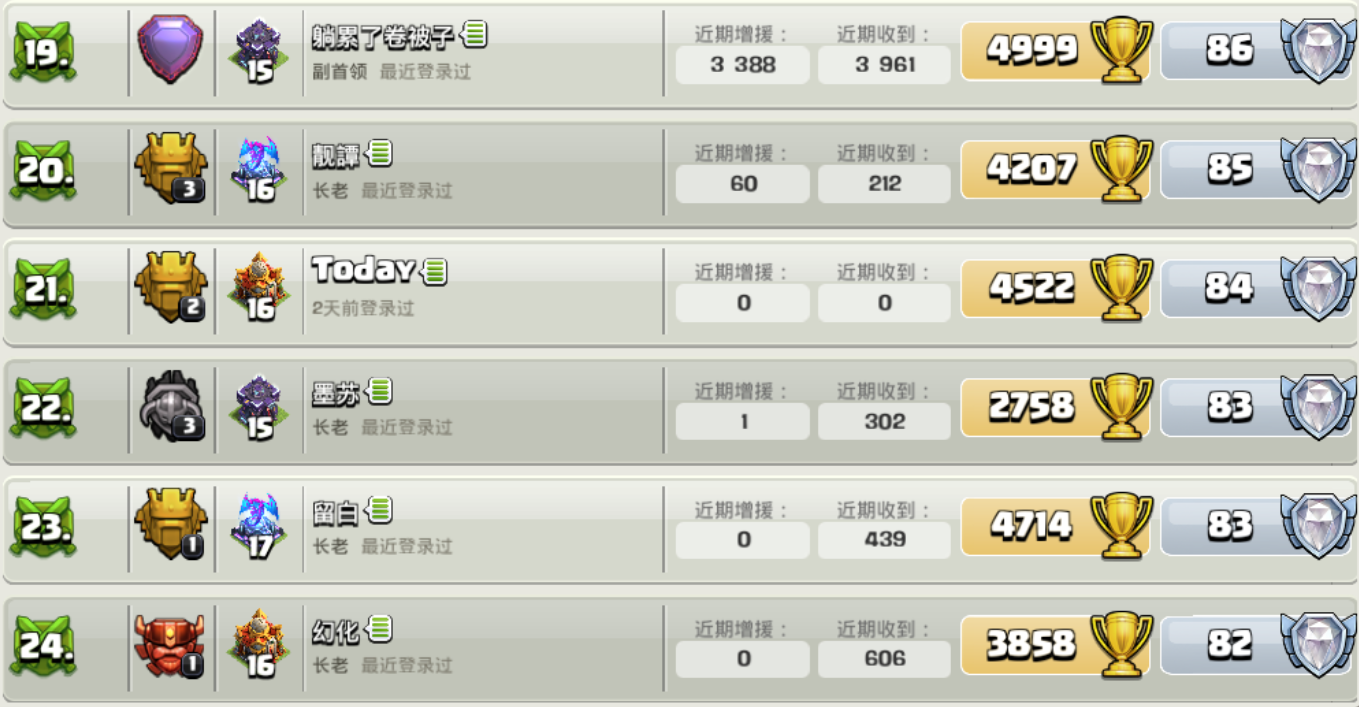 19.
15
躺累了卷被子
副首领 最近登录过
近期增援：
3 388
近期收到：
3 961
4999
86
20.
3
16
靓譚
长老 最近登录过
近期增援：
60
近期收到：
212
4207
85
21.
2
16
Today
2天前登录过
近期增援：
0
近期收到：
0
4522
84
22.
3
15
墨苏
长老 最近登录过
近期增援：
1
近期收到：
302
2758
83
23.
1
17
留白
长老 最近登录过
近期增援：
0
近期收到：
439
4714
83
24.
1
16
幻化
长老 最近登录过
近期增援：
0
近期收到：
606
3858
82